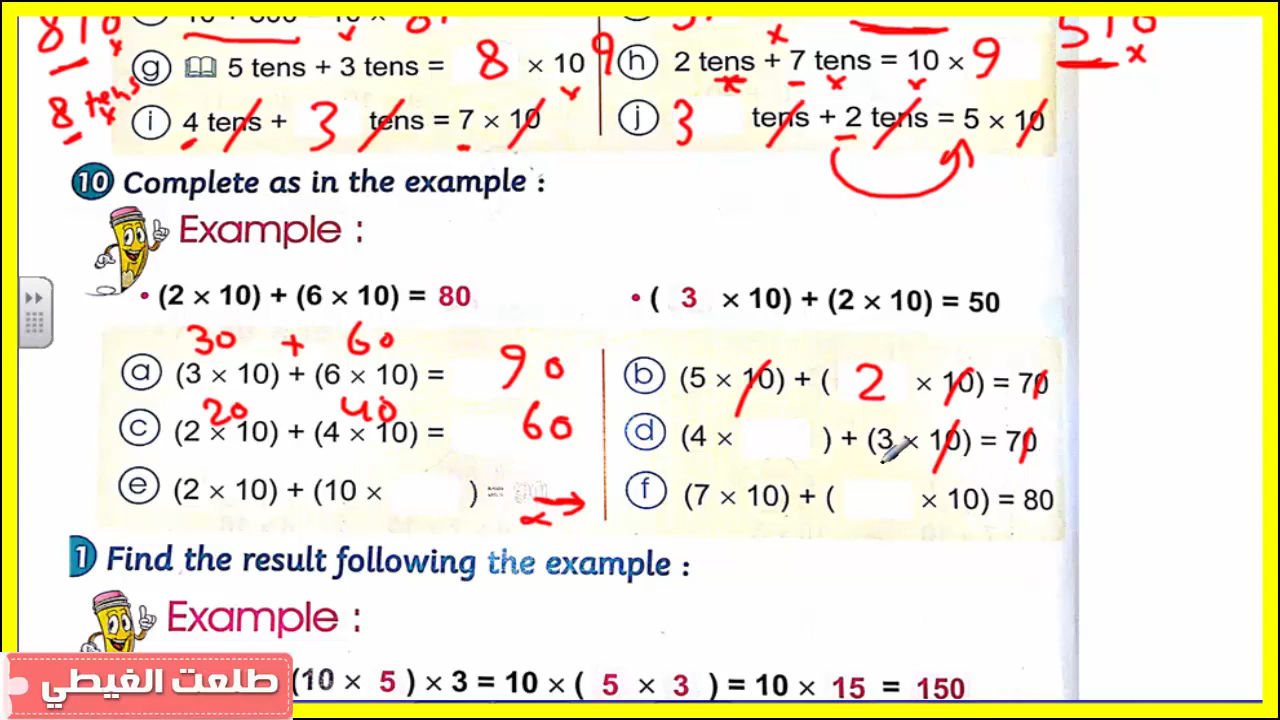 g 5 tens + 3 tens = 8 × 10
h 2 tens + 7 tens = 10 × 9
8 tens
i 4 tens + 3 tens = 7 × 10
j 3 tens + 2 tens = 5 × 10
10 Complete as in the example :
Example :
• (2 × 10) + (6 × 10) = 80
• ( 3 × 10) + (2 × 10) = 50
30 + 60
a (3 × 10) + (6 × 10) = 90
b (5 × 10) + ( 2 × 10) = 70
20 40
c (2 × 10) + (4 × 10) = 60
d (4 × ) + (3 × 10) = 70
e (2 × 10) + (10 × ) =
f (7 × 10) + ( × 10) = 80
1 Find the result following the example :
Example :
(10 × 5 ) × 3 = 10 × ( 5 × 3 ) = 10 × 15 = 150
طلعت الغيطي